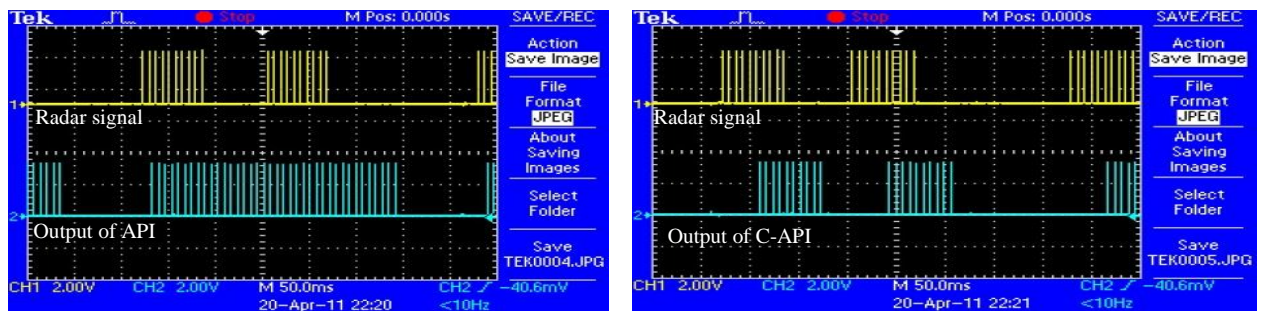 Tek Stop M Pos: 0.000s SAVE/REC
Action
Save Image
File
Format
JPEG
1
Radar signal
About
Saving
Images
Select
Folder
2
Output of API
Save
TEK0004.JPG
CH1 2.00V CH2 2.00V M 50.0ms CH2 -40.6mV
20-Apr-11 22:20 <10Hz
Tek Stop M Pos: 0.000s SAVE/REC
Action
Save Image
File
Format
JPEG
1
Radar signal
About
Saving
Images
Select
Folder
2
Output of C-API
Save
TEK0005.JPG
CH1 2.00V CH2 2.00V M 50.0ms CH2 -40.6mV
20-Apr-11 22:21 <10Hz